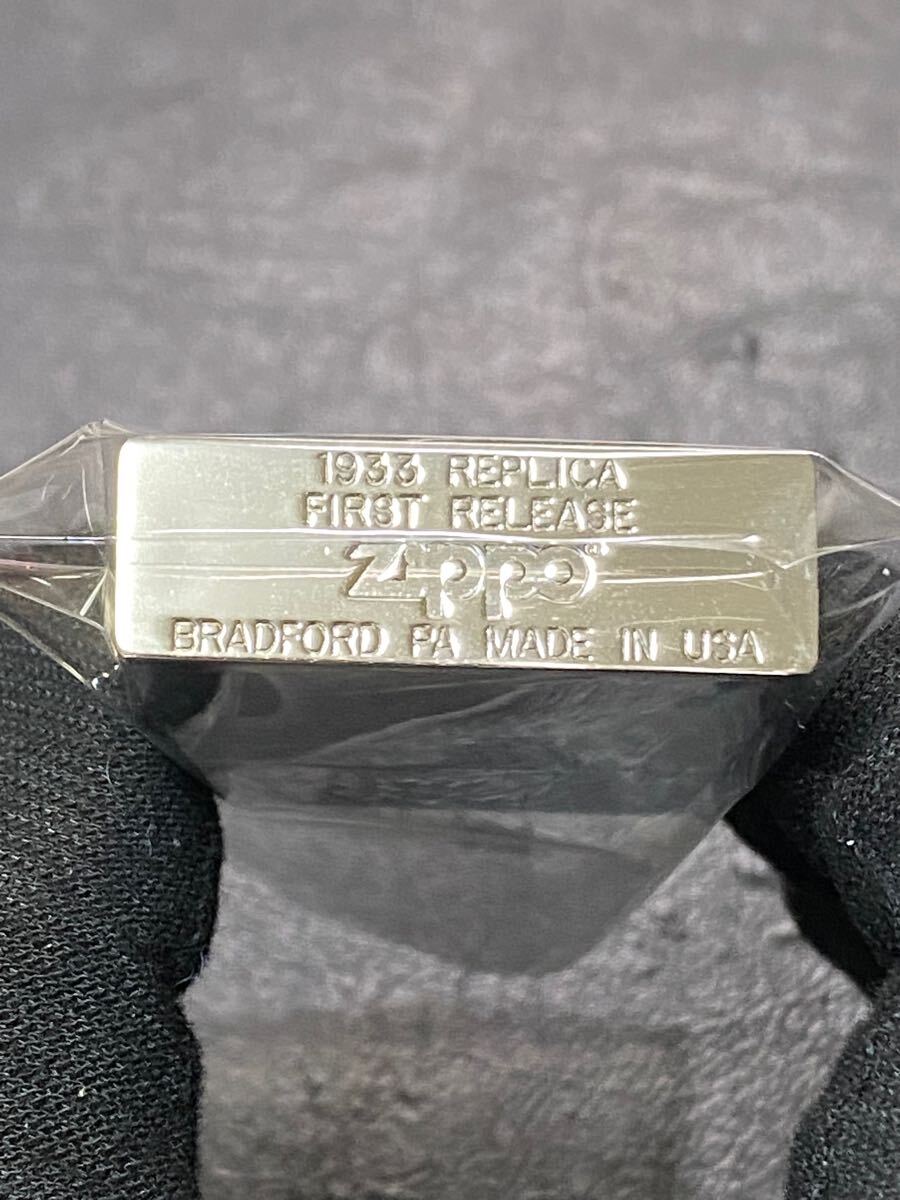 1933 REPLICA
FIRST RELEASE
Zippo®
BRADFORD PA MADE IN USA